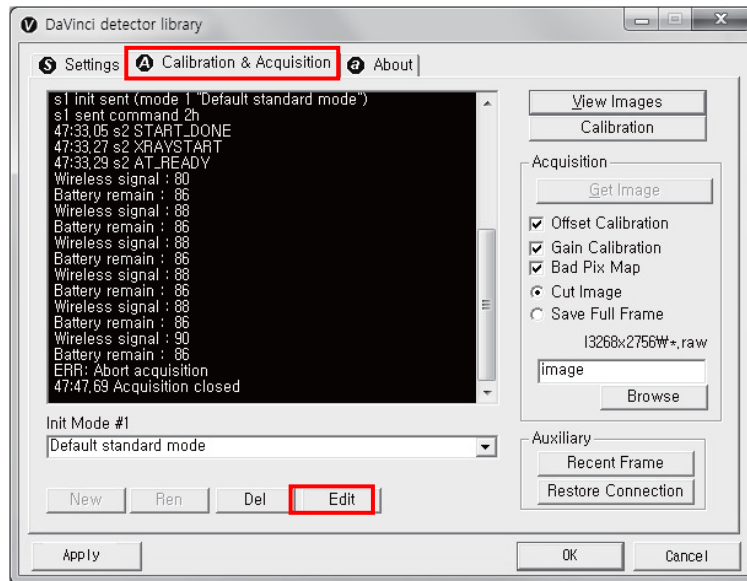 DaVinci detector library
Settings
Calibration & Acquisition
About
s1 init sent (mode 1 "Default standard mode")
s1 sent command 2h
47:33,05 s2 START_DONE
47:33,27 s2 XRAYSTART
47:33,29 s2 AT_READY
Wireless signal : 80
Battery remain : 86
Wireless signal : 88
Battery remain : 86
Wireless signal : 88
Battery remain : 86
Wireless signal : 88
Battery remain : 86
Wireless signal : 88
Battery remain : 86
Wireless signal : 90
Battery remain : 86
ERR: Abort acquisition
47:47,69 Acquisition closed
Init Mode #1
Default standard mode
New
Ren
Del
Edit
View Images
Calibration
Acquisition
Get Image
Offset Calibration
Gain Calibration
Bad Pix Map
Cut Image
Save Full Frame
I3268x2756₩*,raw
image
Browse
Auxiliary
Recent Frame
Restore Connection
Apply
OK
Cancel